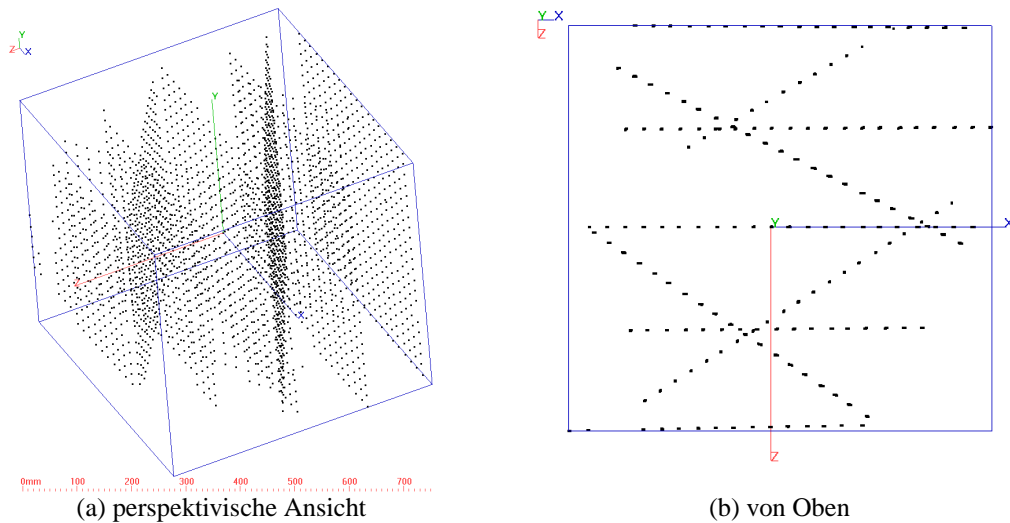 Y
Z X
Y
Z
X
0mm 100 200 300 400 500 600 700
(a) perspektivische Ansicht
Y X
Z
Y
X
Z
(b) von Oben